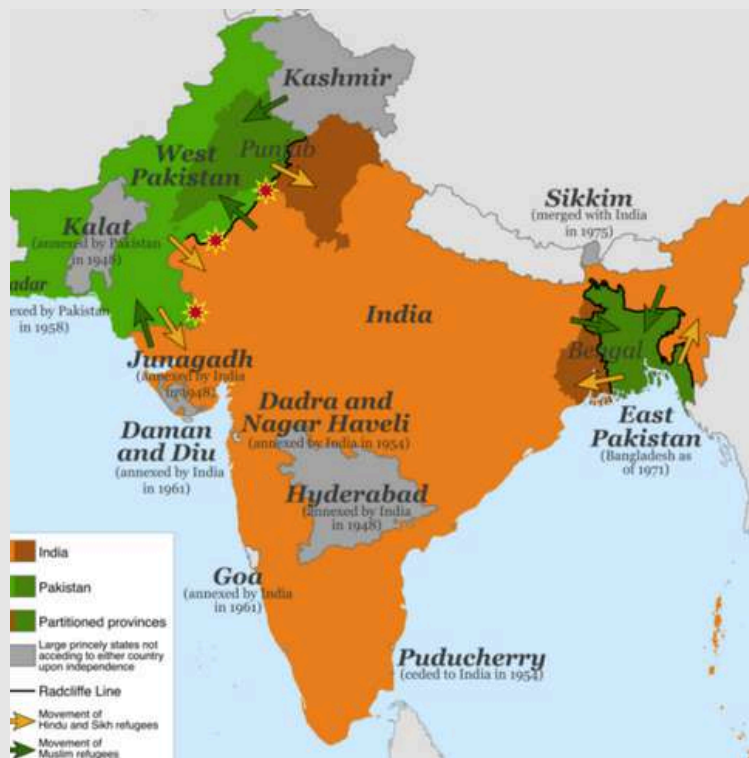 Kashmir
Punjab
West
Pakistan
Kalat
(annexed by Pakistan
in 1948)
adar
exed by Pakistan
in 1958)
Sikkim
(merged with India
in 1975)
India
Bengal
Junagadh
(annexed by India
in 1948)
Daman
and Diu
(annexed by India
in 1961)
Dadra and
Nagar Haveli
(annexed by India in 1954)
East
Pakistan
(Bangladesh as
of 1971)
Hyderabad
(annexed by India
in 1948)
Goa
(annexed by India
in 1961)
Puducherry
(ceded to India in 1954)
India
Pakistan
Partitioned provinces
Large princely states not
acceding to either country
upon independence
Radcliffe Line
Movement of
Hindu and Sikh refugees
Movement of
Muslim refugees